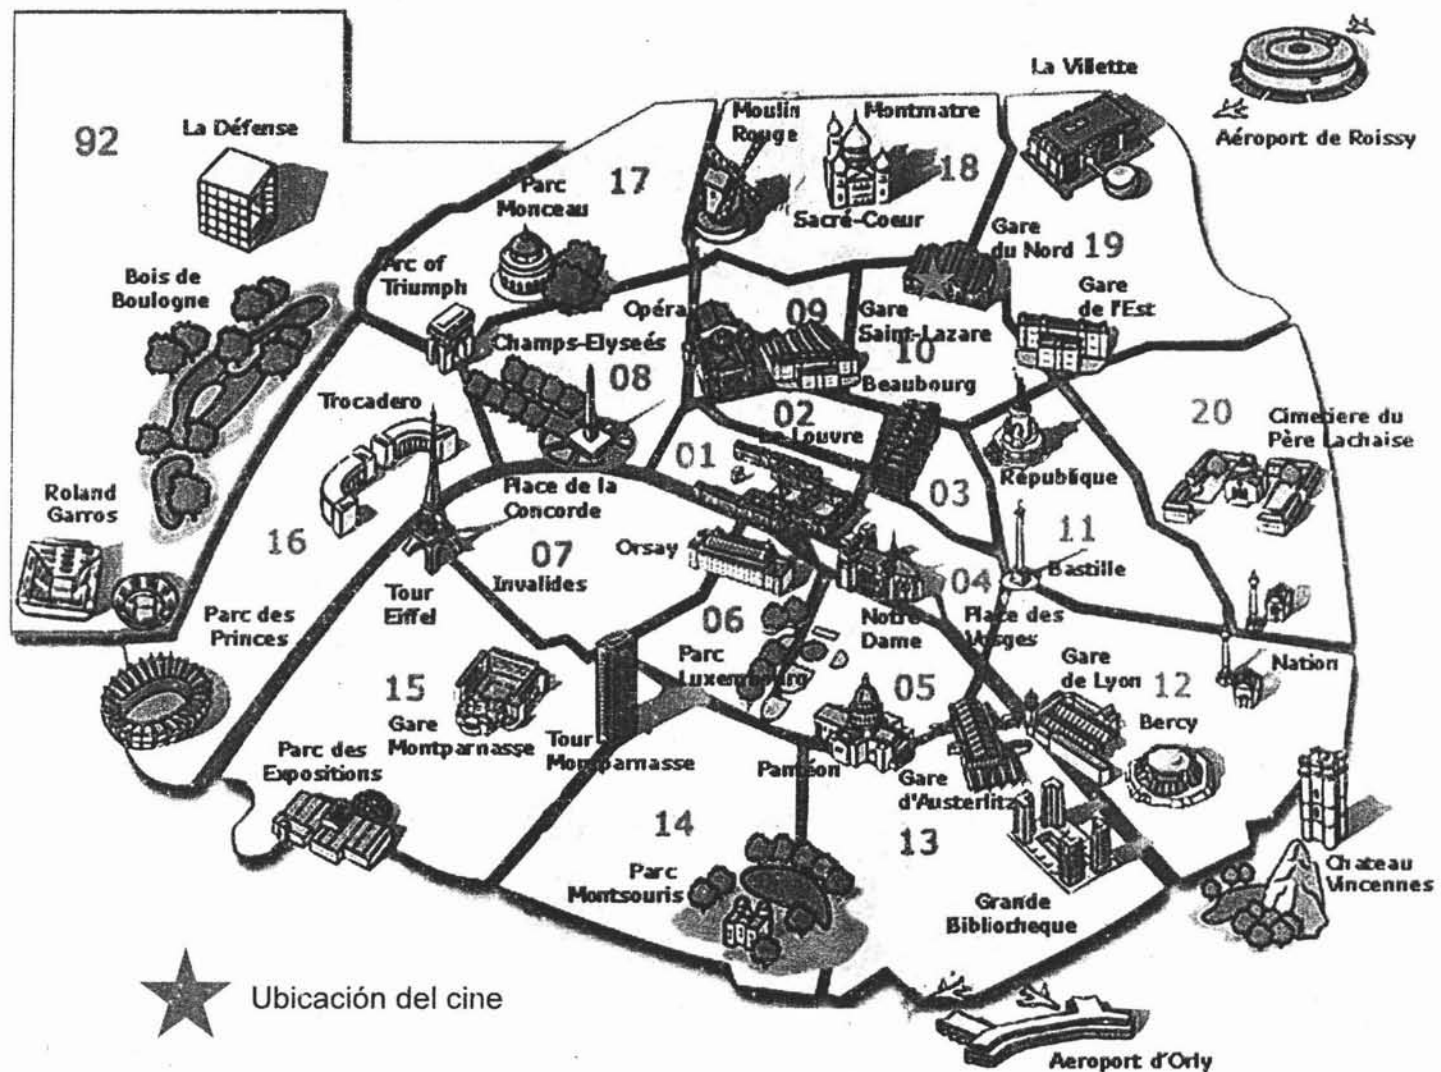 92
La Défense
Bois de
Boulogne
Roland
Garros
Parc des
Princes
17
Parc
Monceau
Arc of
Triumph
Champs-Elyseés
08
Trocadero
16
Tour
Eiffel
Place de la
Concorde
07
Invalides
Moulin
Rouge
Montmatre
18
Sacré-Coeur
La Villette
Aéroport de Roissy
Gare
du Nord
19
Gare
de l'Est
Opéra
09
Gare
Saint-Lazare
10
Beaubourg
02
Le Louvre
01
03
République
20
Cimetiere du
Père Lachaise
11
Bastille
Orsay
04
Notre
Dame
Place des
Vosges
06
Parc
Luxembourg
05
Gare
de Lyon
12
Bercy
Nation
15
Gare
Montparnasse
Tour
Montparnasse
Parc des
Expositions
Pantéon
Gare
d'Austerlitz
14
Parc
Montsouris
13
Grande
Bibliocheque
Chateau
Vincennes
Ubicación del cine
Aeroport d'Orly